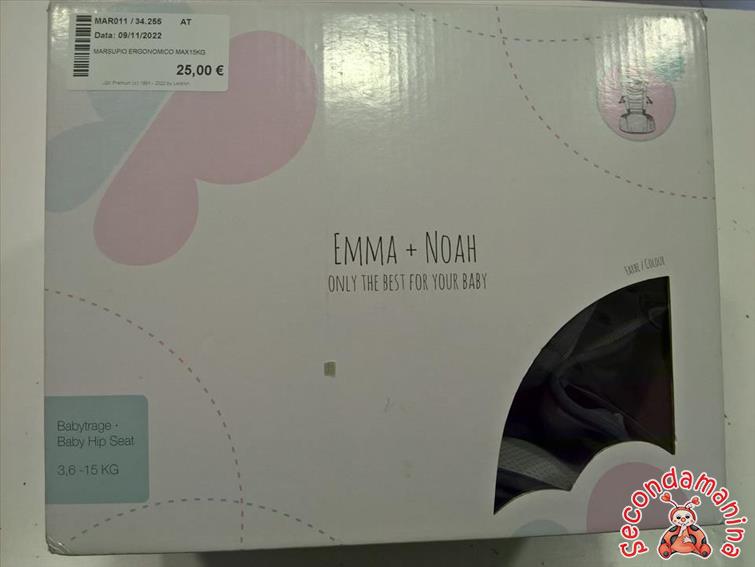 MAR011 / 34.255 AT
Data: 09/11/2022
MARSUPIO ERGONOMICO MAX15KG
25,00 €
EMMA + NOAH
ONLY THE BEST FOR YOUR BABY
FARBE / COLOUR
Babytrage ·
Baby Hip Seat
3,6 -15 KG
secondamanina